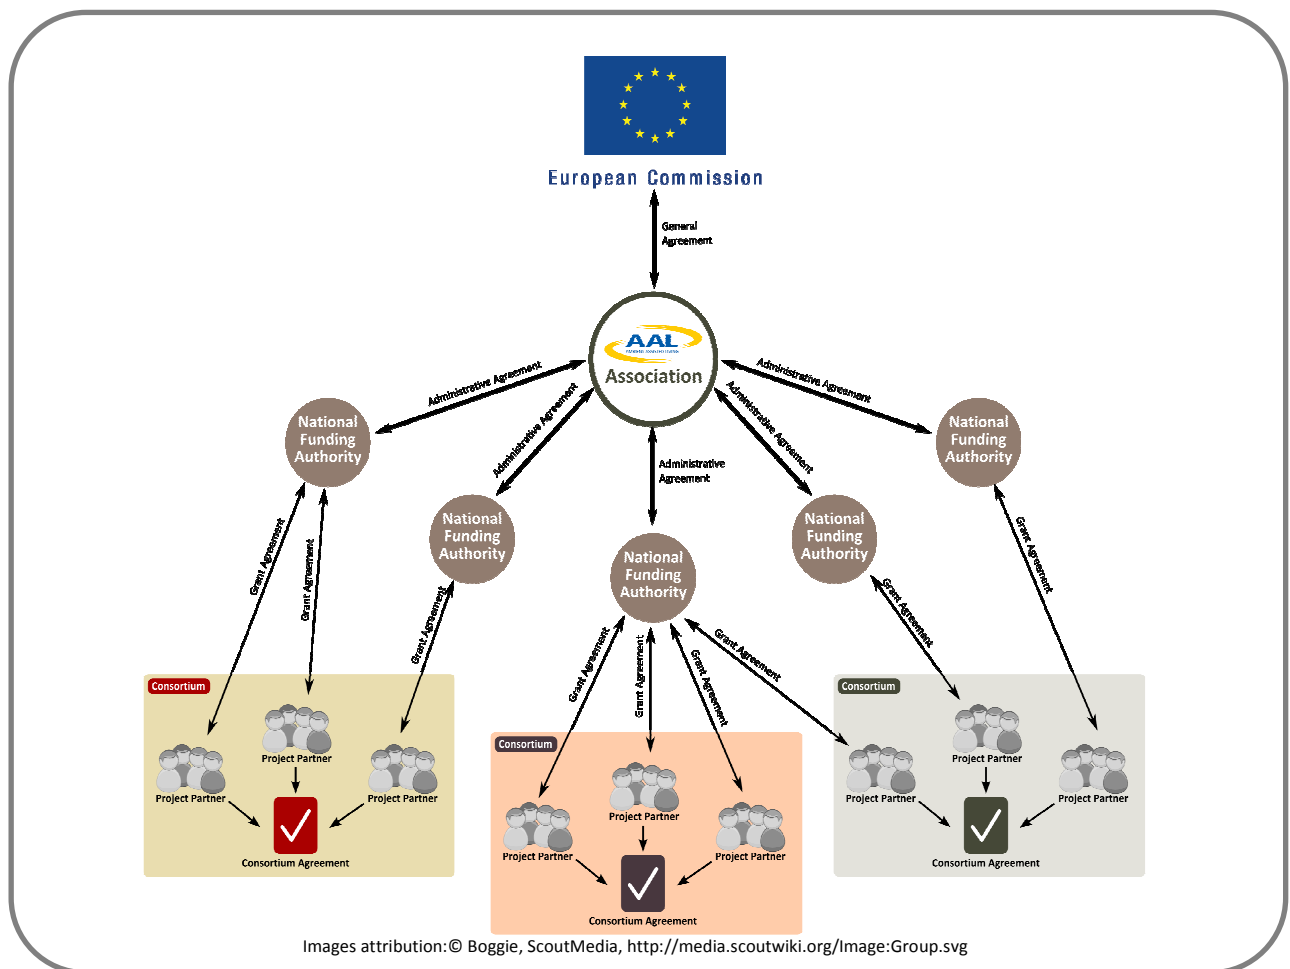 European Commission
General
Agreement
AAL
AMBIENT ASSISTED LIVING
Association
Administrative Agreement
Administrative Agreement
Administrative
Agreement
Administrative Agreement
Administrative Agreement
National
Funding
Authority
National
Funding
Authority
National
Funding
Authority
National
Funding
Authority
National
Funding
Authority
Grant Agreement
Grant Agreement
Grant Agreement
Grant Agreement
Grant Agreement
Grant Agreement
Grant Agreement
Grant Agreement
Grant Agreement
Consortium
Project Partner
Project Partner
Project Partner
Consortium Agreement
Consortium
Project Partner
Project Partner
Project Partner
Consortium Agreement
Consortium
Project Partner
Project Partner
Project Partner
Consortium Agreement
Images attribution:© Boggie, ScoutMedia, http://media.scoutwiki.org/Image:Group.svg